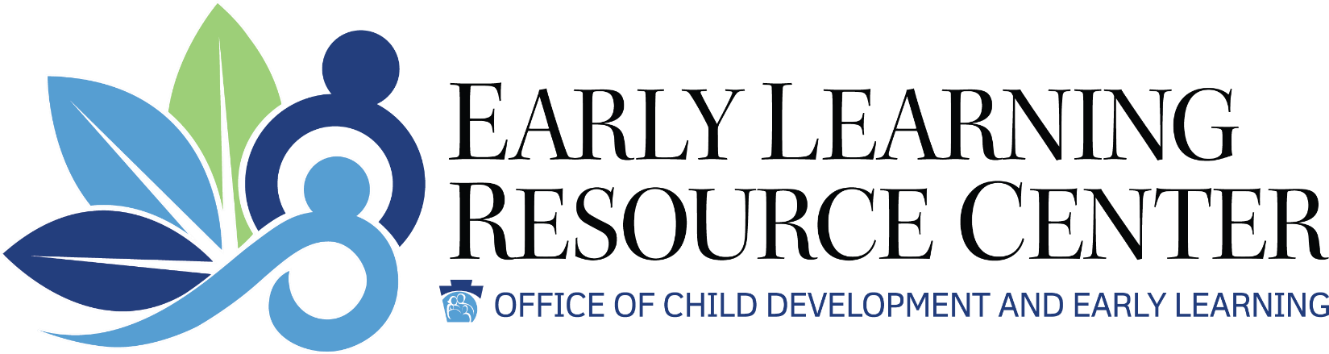 EARLY LEARNING
RESOURCE CENTER
OFFICE OF CHILD DEVELOPMENT AND EARLY LEARNING